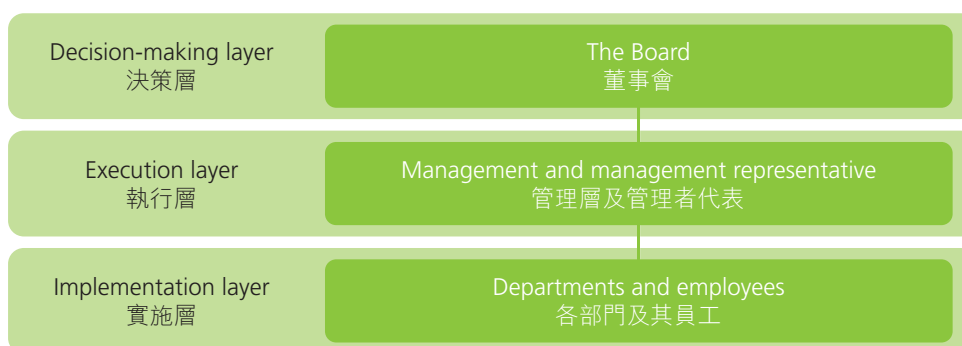 Decision-making layer
決策層
The Board
董事會
Execution layer
執行層
Management and management representative
管理層及管理者代表
Implementation layer
實施層
Departments and employees
各部門及其員工